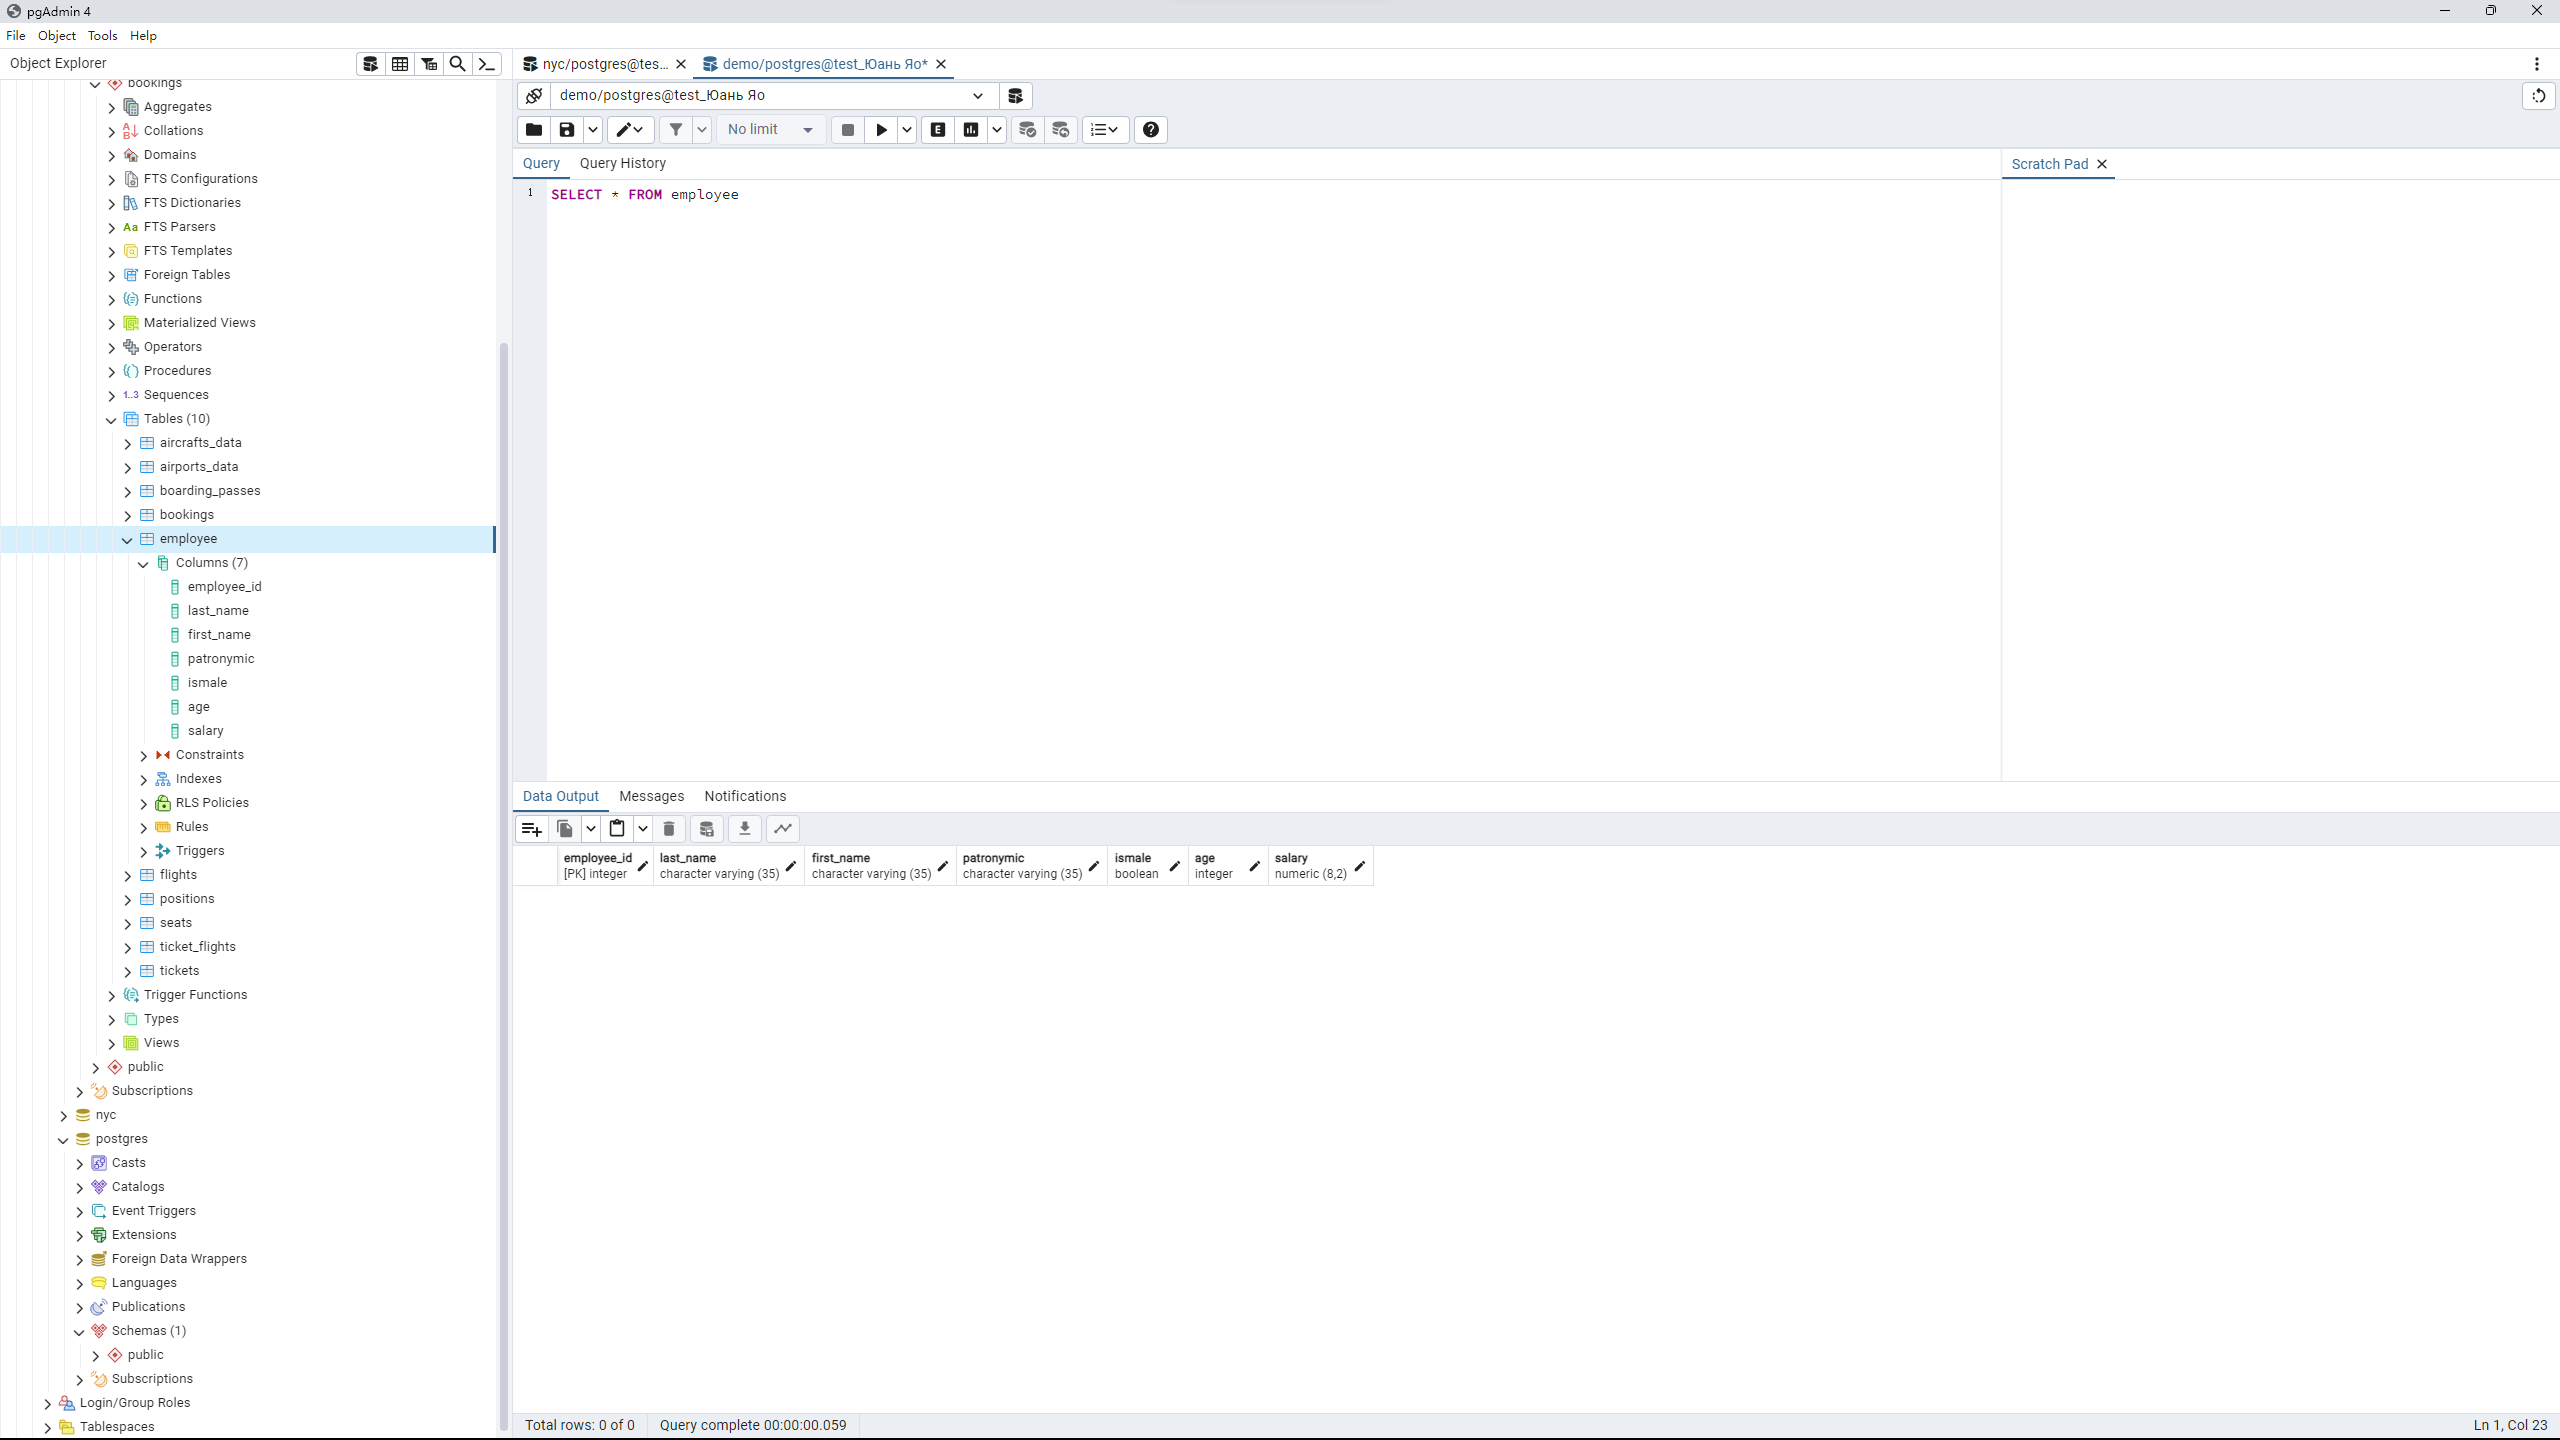 pgAdmin 4
File Object Tools Help
Object Explorer
bookings
Aggregates
Collations
Domains
FTS Configurations
FTS Dictionaries
Aa FTS Parsers
FTS Templates
Foreign Tables
Functions
Materialized Views
Operators
Procedures
1..3 Sequences
Tables (10)
aircrafts_data
airports_data
boarding_passes
bookings
employee
Columns (7)
employee_id
last_name
first_name
patronymic
ismale
age
salary
Constraints
Indexes
RLS Policies
Rules
Triggers
flights
positions
seats
ticket_flights
tickets
Trigger Functions
Types
Views
public
Subscriptions
nyc
postgres
Casts
Catalogs
Event Triggers
Extensions
Foreign Data Wrappers
Languages
Publications
Schemas (1)
public
Subscriptions
Login/Group Roles
Tablespaces
nyc/postgres@tes... demo/postgres@test_Юань Яо*
demo/postgres@test_Юань Яо
No limit E
Query Query History
Scratch Pad
1 SELECT * FROM employee
Data Output Messages Notifications
employee_id last_name first_name patronymic ismale age salary
[PK] integer character varying (35) character varying (35) character varying (35) boolean integer numeric (8,2)
Total rows: 0 of 0 Query complete 00:00:00.059 Ln 1, Col 23